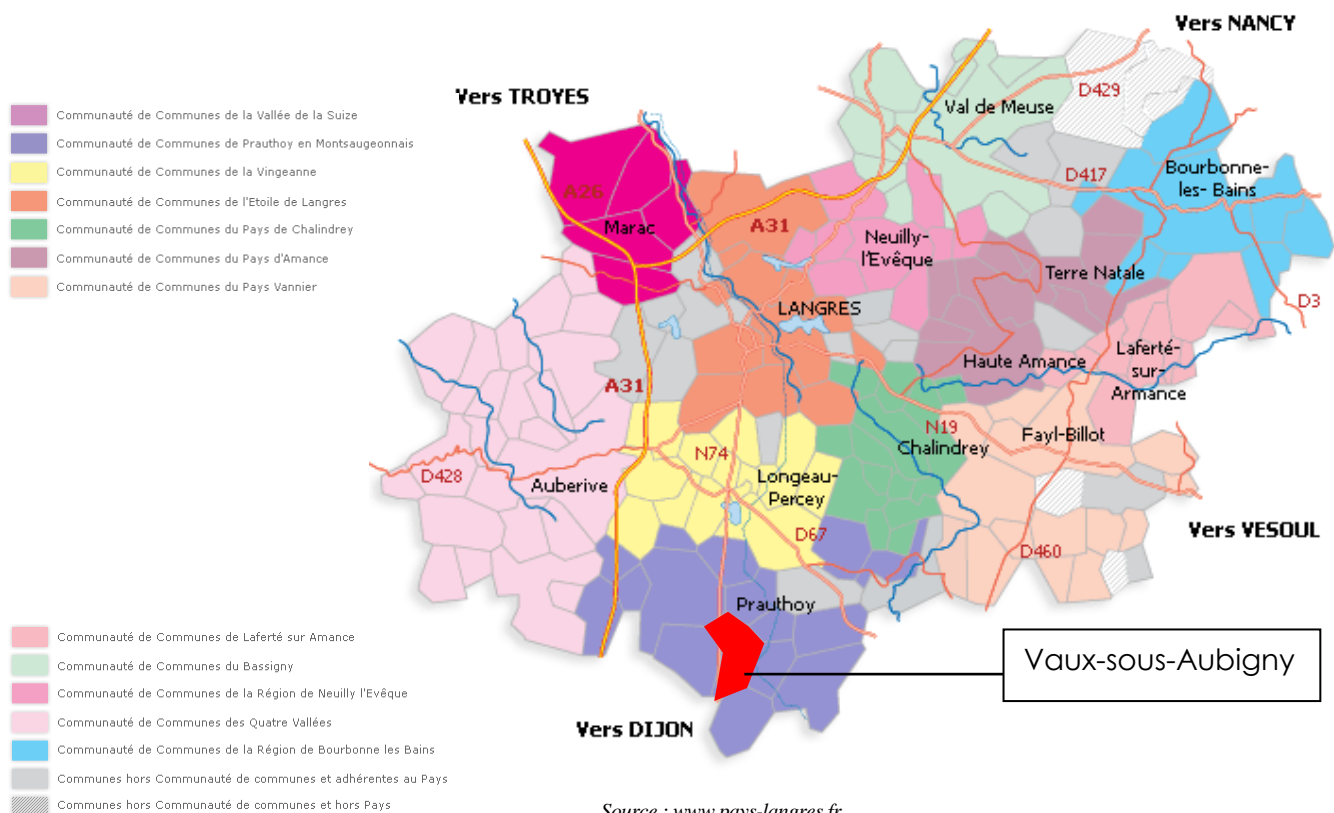 Vers NANCY
Vers TROYES
D429
Val de Meuse
Communauté de Communes de la Vallée de la Suize
Communauté de Communes de Prauthoy en Montsaugeonnais
Communauté de Communes de la Vingeanne
Communauté de Communes de l'Etoile de Langres
Communauté de Communes du Pays de Chalindrey
Communauté de Communes du Pays d'Amance
Communauté de Communes du Pays Vannier
D417
Bourbonne-
les- Bains
A26
Marac
A31
Neuilly-
l'Evêque
Terre Natale
LANGRES
D3
Haute Amance
Laferté-
sur-
Armance
A31
N19
Chalindrey
Fayl-Billot
N74
D428
Auberive
Longeau-
Percey
D67
D460
Vers VESOUL
Prauthoy
Communauté de Communes de Laferté sur Amance
Communauté de Communes du Bassigny
Communauté de Communes de la Région de Neuilly l'Evêque
Communauté de Communes des Quatre Vallées
Communauté de Communes de la Région de Bourbonne les Bains
Communes hors Communauté de communes et adhérentes au Pays
Communes hors Communauté de communes et hors Pays
Vaux-sous-Aubigny
Vers DIJON
Source : www.pays-langres.fr